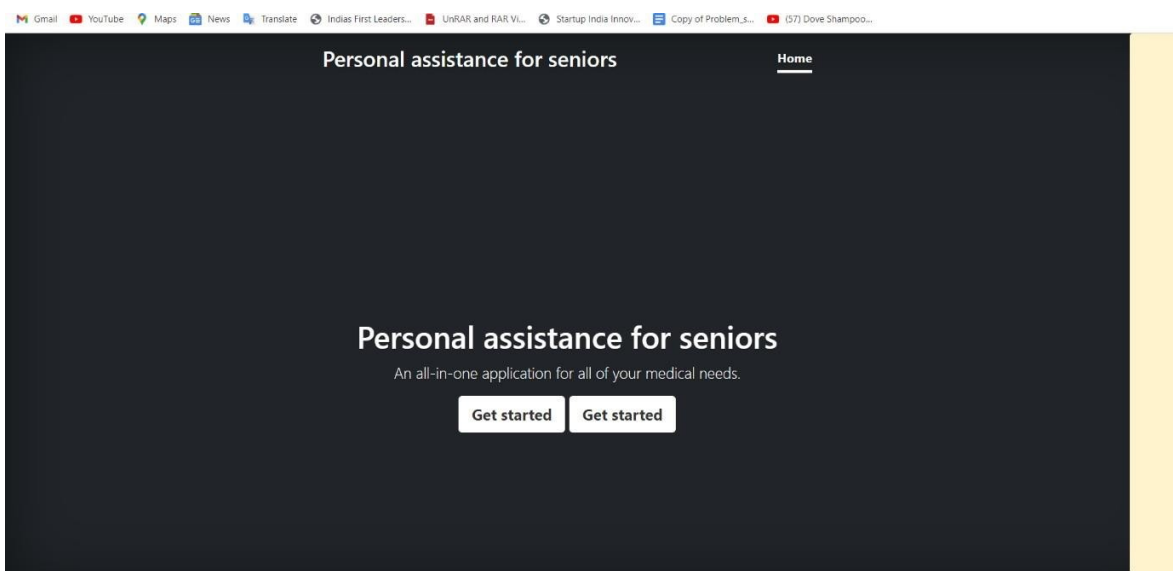 Gmail YouTube Maps News Translate Indias First Leaders... UnRAR and RAR Vi... Startup India Innov... Copy of Problem_s... (57) Dove Shampoo...
Personal assistance for seniors Home
Personal assistance for seniors
An all-in-one application for all of your medical needs.
Get started Get started